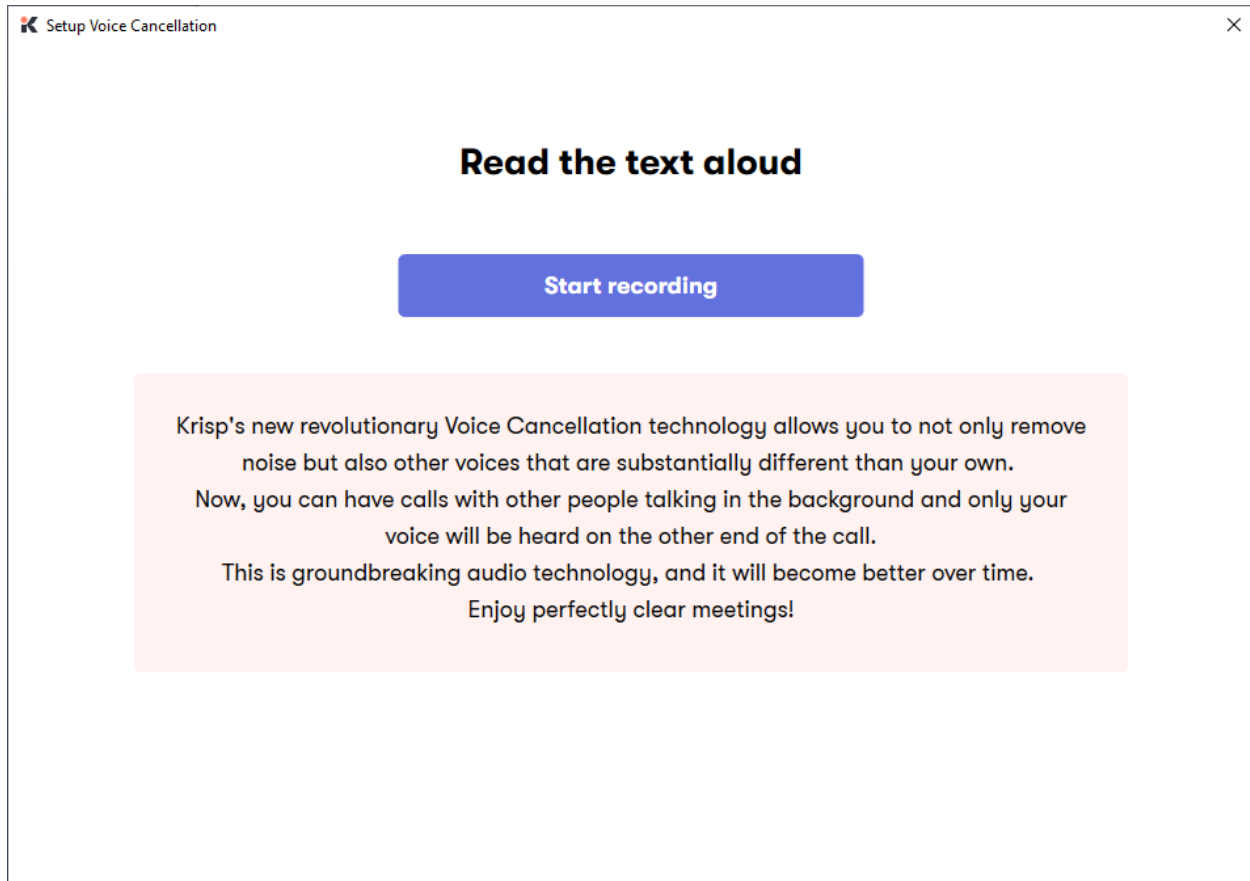 Setup Voice Cancellation
Read the text aloud
Start recording
Krisp's new revolutionary Voice Cancellation technology allows you to not only remove
noise but also other voices that are substantially different than your own.
Now, you can have calls with other people talking in the background and only your
voice will be heard on the other end of the call.
This is groundbreaking audio technology, and it will become better over time.
Enjoy perfectly clear meetings!